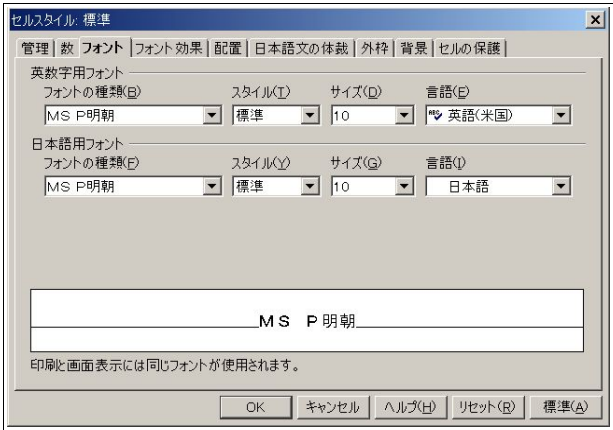 セルスタイル: 標準
管理 数 フォント フォント効果 配置 日本語文の体裁 外枠 背景 セルの保護
英数字用フォント
フォントの種類(B) スタイル(T) サイズ(D) 言語(E)
MS P明朝 標準 10 英語(米国)
日本語用フォント
フォントの種類(F) スタイル(Y) サイズ(G) 言語(I)
MS P明朝 標準 10 日本語
MS P明朝
印刷と画面表示には同じフォントが使用されます。
OK キャンセル ヘルプ(H) リセット(R) 標準(A)